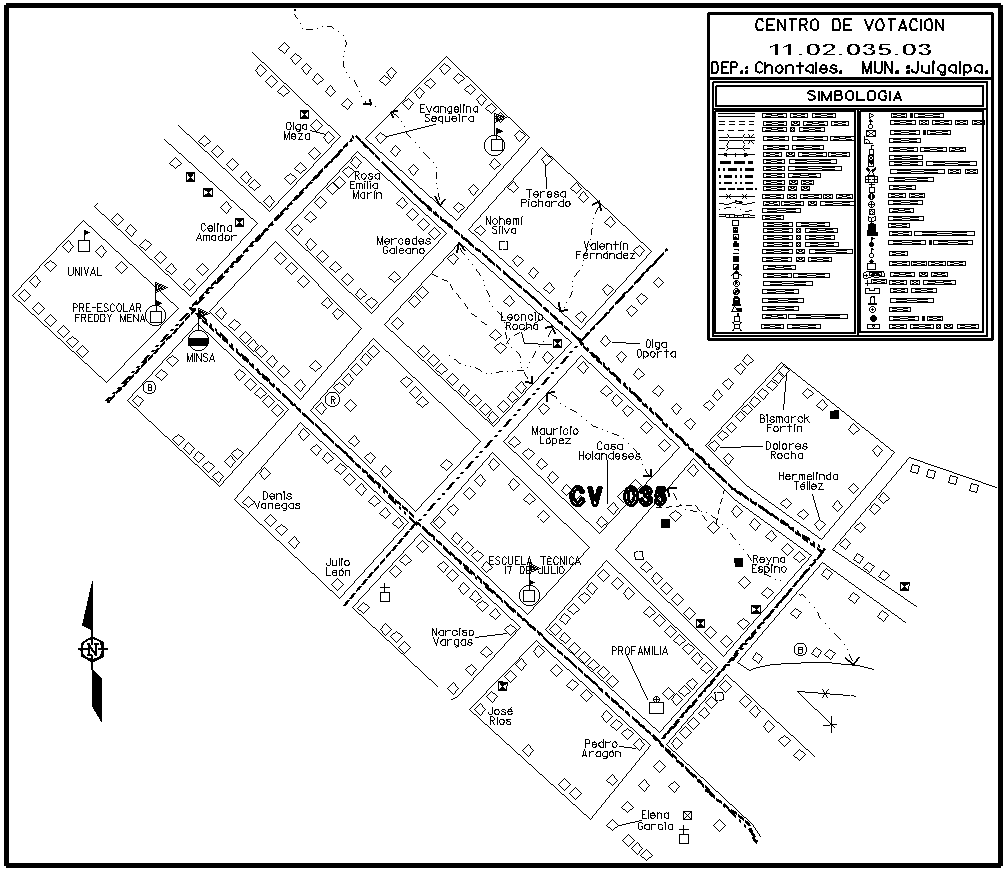 CENTRO DE VOTACION
11.02.035.03
DEP.: Chontales. MUN. :Juigalpa.
SIMBOLOGIA
Evangelina
Sequeira
Olga
Meza
Rosa
Emilia
Marín
Teresa
Pichardo
Nohemí
Silva
Celina
Amador
Mercedes
Galeano
Valentín
Fernández
UNIVAL
PRE-ESCOLAR
FREDDY MENA
Leoncio
Rocha
MINSA
Olga
Oporta
B
R
Bismarck
Fortín
Mauricio
López
Casa
Holandeses
Dolores
Rocha
Hermelinda
Téllez
CV 035
Denis
Vanegas
Julio
León
ESCUELA TECNICA
17 DE JULIO
Reyna
Espino
Narciso
Vargas
N
PROFAMILIA
B
José
Ríos
Pedro
Aragón
Elena
García